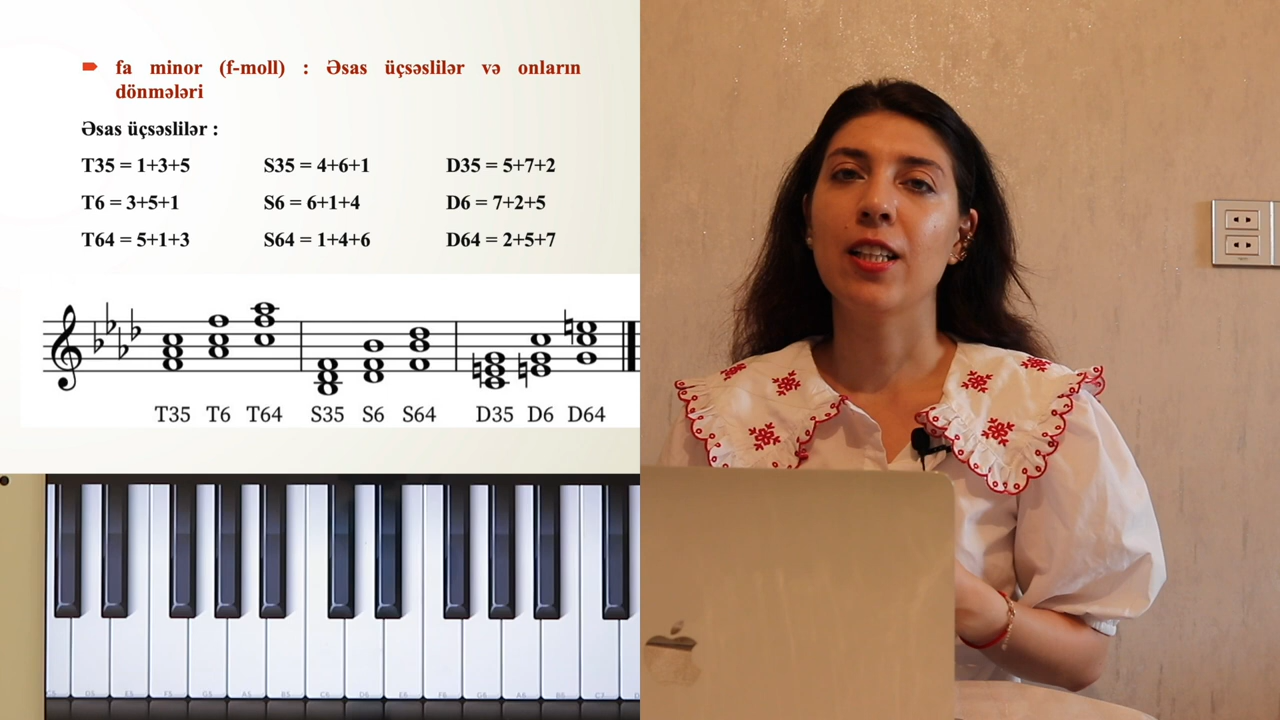 fa minor (f-moll) : Əsas üçsəslilər və onların
dönmələri
Əsas üçsəslilər :
T35 = 1+3+5 S35 = 4+6+1 D35 = 5+7+2
T6 = 3+5+1 S6 = 6+1+4 D6 = 7+2+5
T64 = 5+1+3 S64 = 1+4+6 D64 = 2+5+7
T35 T6 T64 S35 S6 S64 D35 D6 D64